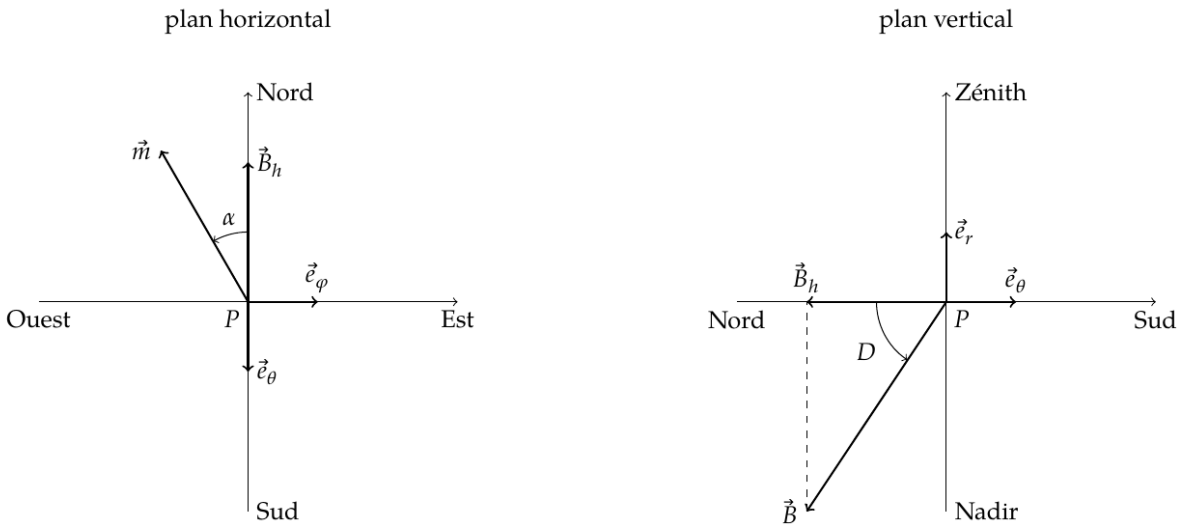 plan horizontal
Nord
m⃗
B⃗h
α
e⃗φ
Ouest
P
Est
e⃗θ
Sud
plan vertical
Zénith
e⃗r
B⃗h
e⃗θ
Nord
P
Sud
D
B⃗
Nadir